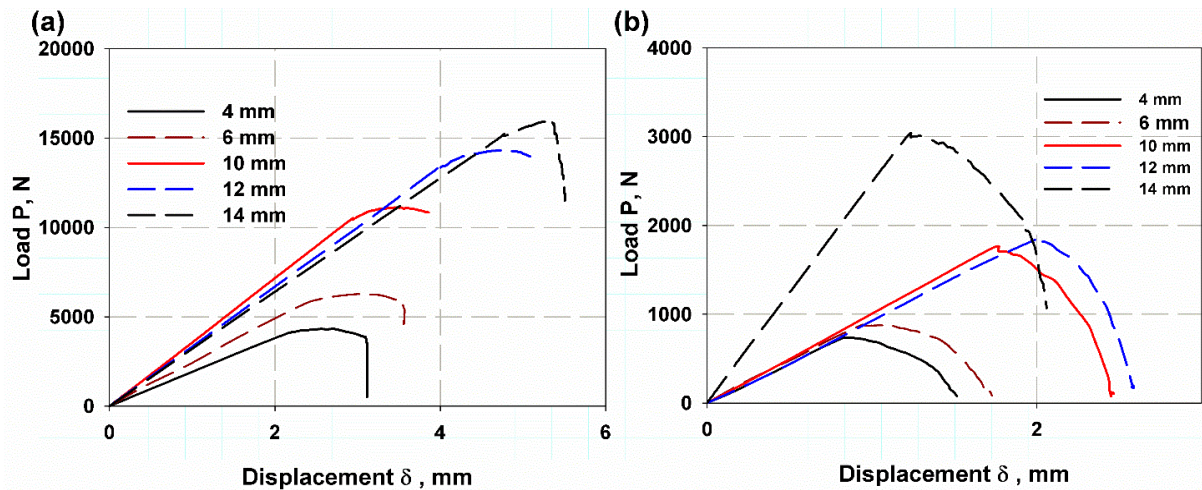 (a)
20000
15000
10000
5000
0
Load P, N
4 mm
6 mm
10 mm
12 mm
14 mm
0 2 4 6
Displacement δ , mm
(b)
4000
3000
2000
1000
0
Load P, N
4 mm
6 mm
10 mm
12 mm
14 mm
0 2
Displacement δ , mm